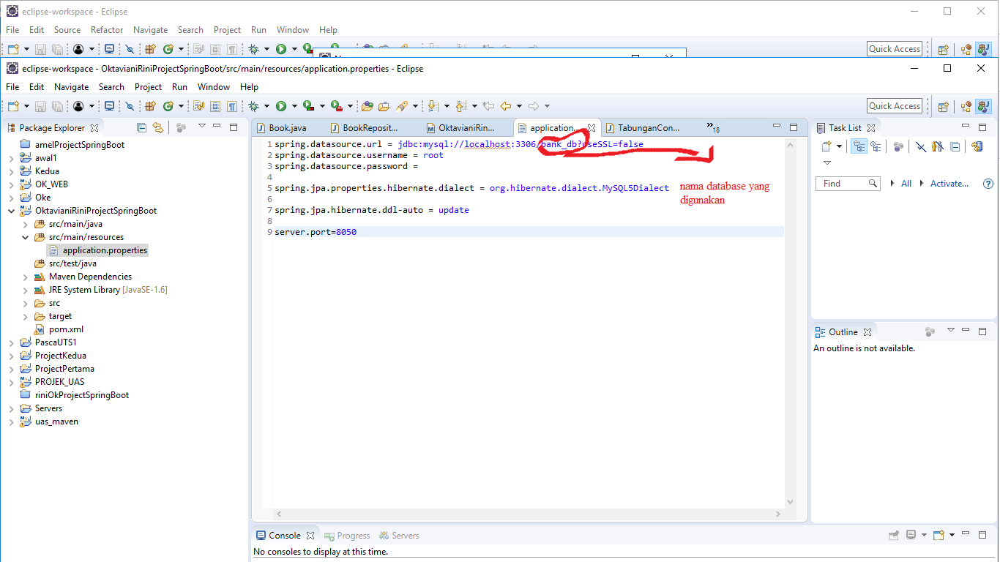 eclipse-workspace - Eclipse
File Edit Source Refactor Navigate Search Project Run Window Help
Quick Access
eclipse-workspace - OktavianiRiniProjectSpringBoot/src/main/resources/application.properties - Eclipse
File Edit Navigate Search Project Run Window Help
Quick Access
Package Explorer
amelProjectSpringBoot
awal1
Kedua
OK_WEB
Oke
OktavianiRiniProjectSpringBoot
src/main/java
src/main/resources
application.properties
src/test/java
Maven Dependencies
JRE System Library [JavaSE-1.6]
src
target
pom.xml
PascaUTS1
ProjectKedua
ProjectPertama
PROJEK_UAS
riniOkProjectSpringBoot
Servers
uas_maven
Book.java BookReposit... OktavianiRin... application.... TabunganCon... »18
1 spring.datasource.url = jdbc:mysql://localhost:3306/bank_db?useSSL=false
2 spring.datasource.username = root
3 spring.datasource.password =
4
5 spring.jpa.properties.hibernate.dialect = org.hibernate.dialect.MySQL5Dialect
6
7 spring.jpa.hibernate.ddl-auto = update
8
9 server.port=8050
nama database yang
digunakan
Task List
Find All Activate...
Outline
An outline is not available.
Console Progress Servers
No consoles to display at this time.